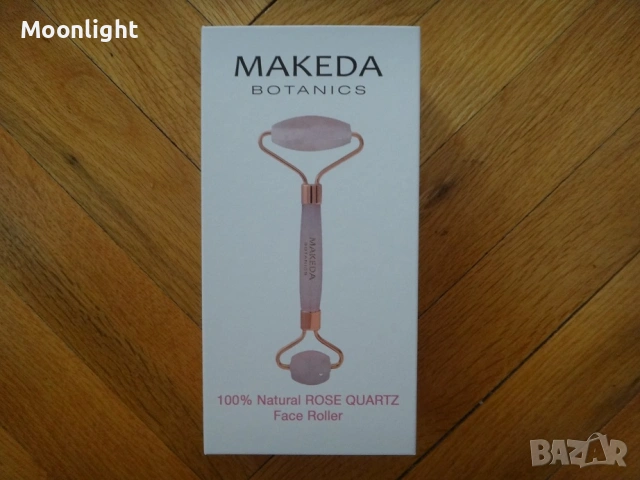 Moonlight
MAKEDA
BOTANICS
MAKEDA
BOTANICS
100% Natural ROSE QUARTZ
Face Roller
BAZAR